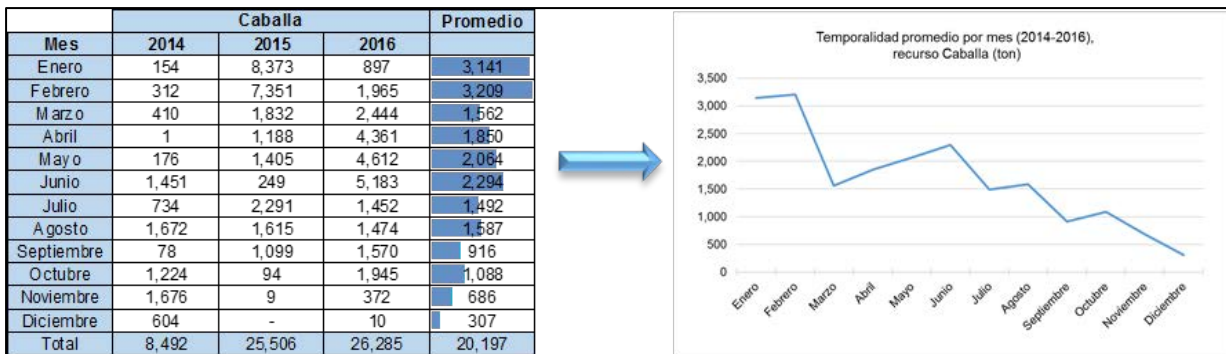 Caballa Promedio
Mes 2014 2015 2016
Enero 154 8,373 897 3,141
Febrero 312 7,351 1,965 3,209
Marzo 410 1,832 2,444 1,562
Abril 1 1,188 4,361 1,850
Mayo 176 1,405 4,612 2,064
Junio 1,451 249 5,183 2,294
Julio 734 2,291 1,452 1,492
Agosto 1,672 1,615 1,474 1,587
Septiembre 78 1,099 1,570 916
Octubre 1,224 94 1,945 1,088
Noviembre 1,676 9 372 686
Diciembre 604 - 10 307
Total 8,492 25,506 26,285 20,197
Temporalidad promedio por mes (2014-2016),
recurso Caballa (ton)
3,500
3,000
2,500
2,000
1,500
1,000
500
0
Enero Febrero Marzo Abril Mayo Junio Julio Agosto Septiembre Octubre Noviembre Diciembre